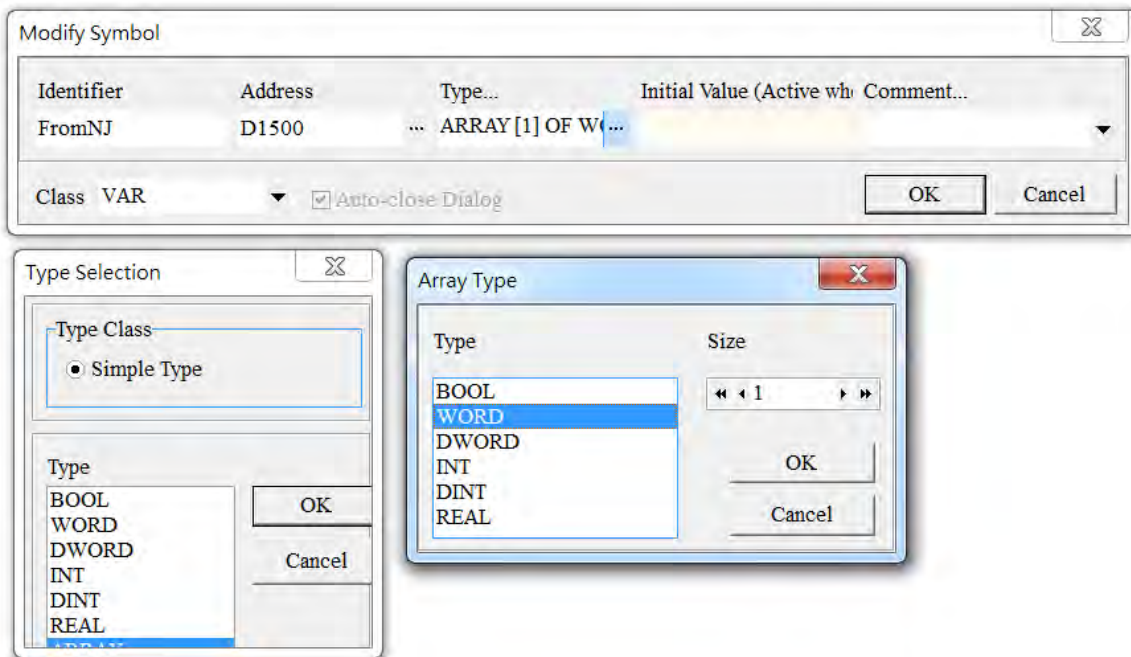 Modify Symbol
Identifier Address Type... Initial Value (Active wh Comment...
FromNJ D1500 ... ARRAY [1] OF W ...
Class VAR Auto-close Dialog OK Cancel
Type Selection
Type Class
Simple Type
Type
BOOL
WORD
DWORD
INT
DINT
REAL
ARRAY
OK
Cancel
Array Type
Type
BOOL
WORD
DWORD
INT
DINT
REAL
Size
1
OK
Cancel